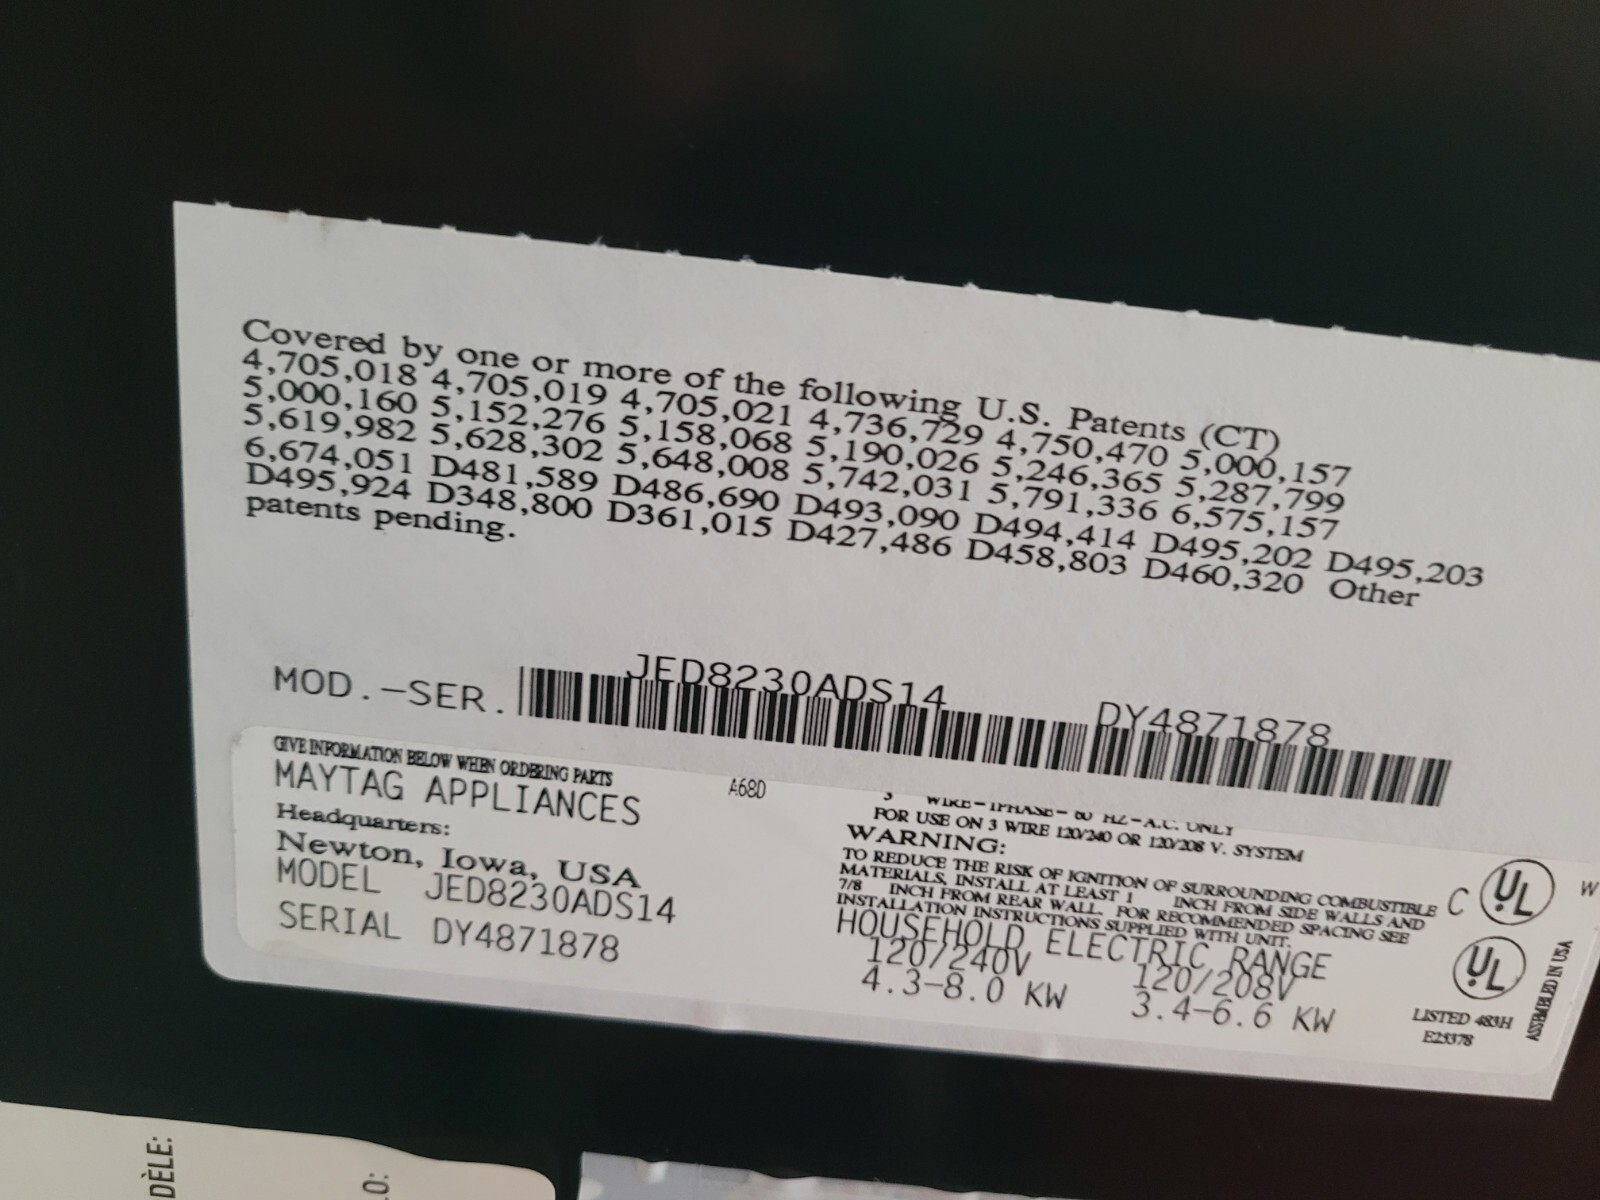 Covered by one or more of the following U.S. Patents (CT)
4,705,018 4,705,019 4,705,021 4,736,729 4,750,470 5,000,157
5,000,160 5,152,276 5,158,068 5,190,026 5,246,365 5,287,799
5,619,982 5,628,302 5,648,008 5,742,031 5,791,336 6,575,157
6,674,051 D481,589 D486,690 D493,090 D494,414 D495,202 D495,203
D495,924 D348,800 D361,015 D427,486 D458,803 D460,320 Other
patents pending.
MOD.-SER. JED8230ADS14 DY4871878
GIVE INFORMATION BELOW WHEN ORDERING PARTS
MAYTAG APPLIANCES
A68D
Headquarters:
Newton, Iowa, USA
MODEL JED8230ADS14
SERIAL DY4871878
3 WIRE-1PHASE-60 HZ-A.C. ONLY
FOR USE ON 3 WIRE 120/240 OR 120/208 V. SYSTEM
WARNING:
TO REDUCE THE RISK OF IGNITION OF SURROUNDING COMBUSTIBLE
MATERIALS, INSTALL AT LEAST 1 INCH FROM SIDE WALLS AND
7/8 INCH FROM REAR WALL. FOR RECOMMENDED SPACING SEE
INSTALLATION INSTRUCTIONS SUPPLIED WITH UNIT.
HOUSEHOLD ELECTRIC RANGE
120/240V 120/208V
4.3-8.0 KW 3.4-6.6 KW
C UL W
UL
LISTED 483H
E25378
ASSEMBLED IN USA
DÈLE:
O: